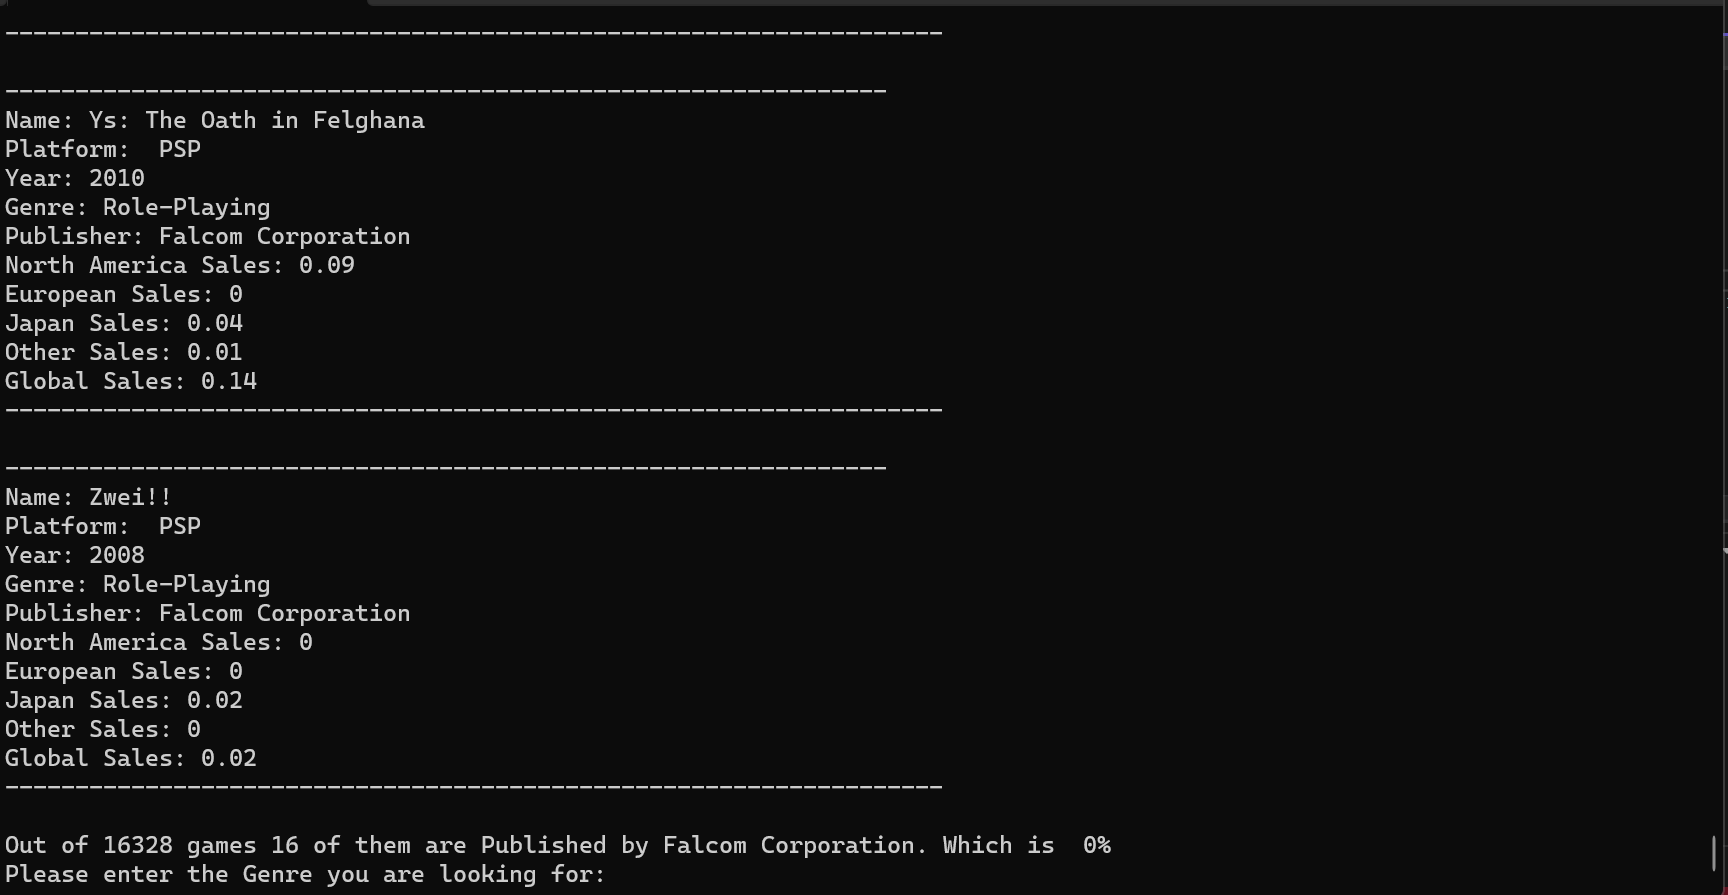 -------------------------------------------------------------------

---------------------------------------------------------------
Name: Ys: The Oath in Felghana
Platform:  PSP
Year: 2010
Genre: Role-Playing
Publisher: Falcom Corporation
North America Sales: 0.09
European Sales: 0
Japan Sales: 0.04
Other Sales: 0.01
Global Sales: 0.14
-------------------------------------------------------------------

---------------------------------------------------------------
Name: Zwei!!
Platform:  PSP
Year: 2008
Genre: Role-Playing
Publisher: Falcom Corporation
North America Sales: 0
European Sales: 0
Japan Sales: 0.02
Other Sales: 0
Global Sales: 0.02
-------------------------------------------------------------------

Out of 16328 games 16 of them are Published by Falcom Corporation. Which is  0%
Please enter the Genre you are looking for: